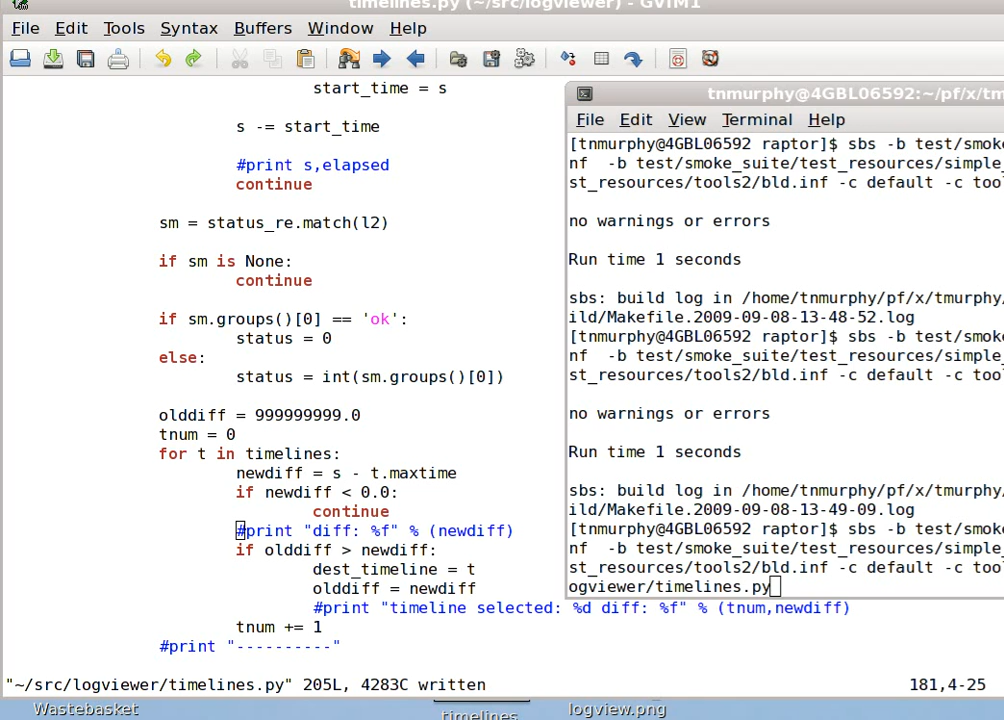 timelines.py (~/src/logviewer) - GVIM1
File Edit Tools Syntax Buffers Window Help
start_time = s
s -= start_time
#print s,elapsed
continue
sm = status_re.match(l2)
if sm is None:
continue
if sm.groups()[0] == 'ok':
status = 0
else:
status = int(sm.groups()[0])
olddiff = 999999999.0
tnum = 0
for t in timelines:
newdiff = s - t.maxtime
if newdiff < 0.0:
continue
#print "diff: %f" % (newdiff)
if olddiff > newdiff:
dest_timeline = t
olddiff = newdiff
#print "timeline selected: %d diff: %f" % (tnum,newdiff)
tnum += 1
#print "----------"
"~/src/logviewer/timelines.py" 205L, 4283C written 181,4-25
tnmurphy@4GBL06592:~/pf/x/tm
File Edit View Terminal Help
[tnmurphy@4GBL06592 raptor]$ sbs -b test/smok
nf -b test/smoke_suite/test_resources/simple_
st_resources/tools2/bld.inf -c default -c too
no warnings or errors
Run time 1 seconds
sbs: build log in /home/tnmurphy/pf/x/tmurphy
ild/Makefile.2009-09-08-13-48-52.log
[tnmurphy@4GBL06592 raptor]$ sbs -b test/smok
nf -b test/smoke_suite/test_resources/simple_
st_resources/tools2/bld.inf -c default -c too
no warnings or errors
Run time 1 seconds
sbs: build log in /home/tnmurphy/pf/x/tmurphy
ild/Makefile.2009-09-08-13-49-09.log
[tnmurphy@4GBL06592 raptor]$ sbs -b test/smok
nf -b test/smoke_suite/test_resources/simple_
st_resources/tools2/bld.inf -c default -c too
ogviewer/timelines.py
Wastebasket
timelines
logview.png